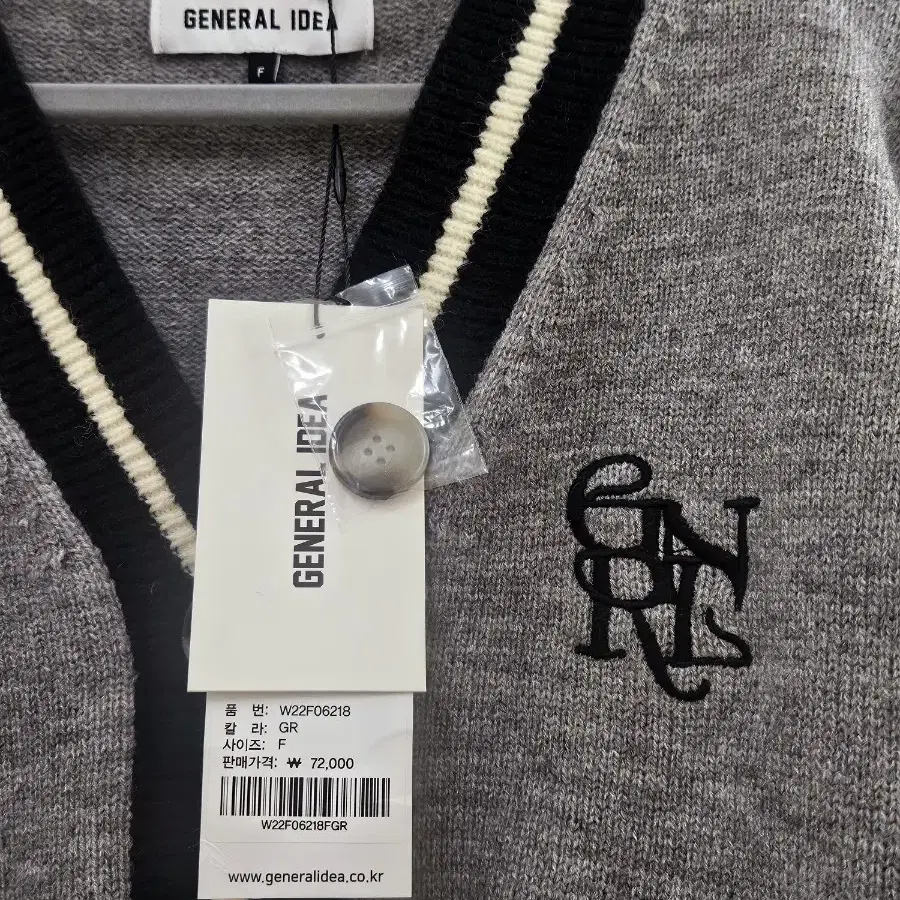 GENERAL IDEA
F
GENERAL IDEA
품 번: W22F06218
칼 라: GR
사이즈: F
판매가격: ₩ 72,000
W22F06218FGR
www.generalidea.co.kr